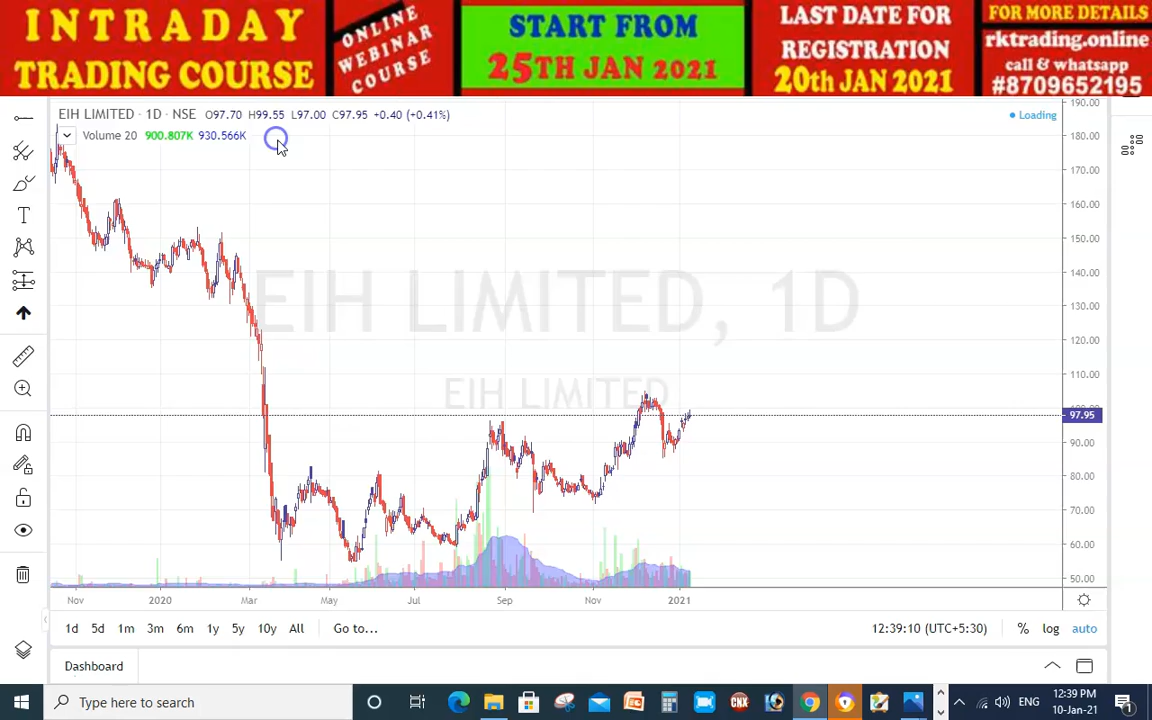 INTRADAY
TRADING COURSE
ONLINE
WEBINAR
COURSE
START FROM
25TH JAN 2021
LAST DATE FOR
REGISTRATION
20th JAN 2021
FOR MORE DETAILS
rktrading.online
call & whatsapp
#8709652195
EIH LIMITED · 1D · NSE O97.70 H99.55 L97.00 C97.95 +0.40 (+0.41%)
Volume 20 900.807K 930.566K
Loading
EIH LIMITED, 1D
EIH LIMITED
190.00
180.00
170.00
160.00
150.00
140.00
130.00
120.00
110.00
97.95
90.00
80.00
70.00
60.00
50.00
Nov 2020 Mar May Jul Sep Nov 2021
1d 5d 1m 3m 6m 1y 5y 10y All Go to... 12:39:10 (UTC+5:30) % log auto
Dashboard
Type here to search
CNX
ENG
12:39 PM
10-Jan-21
1